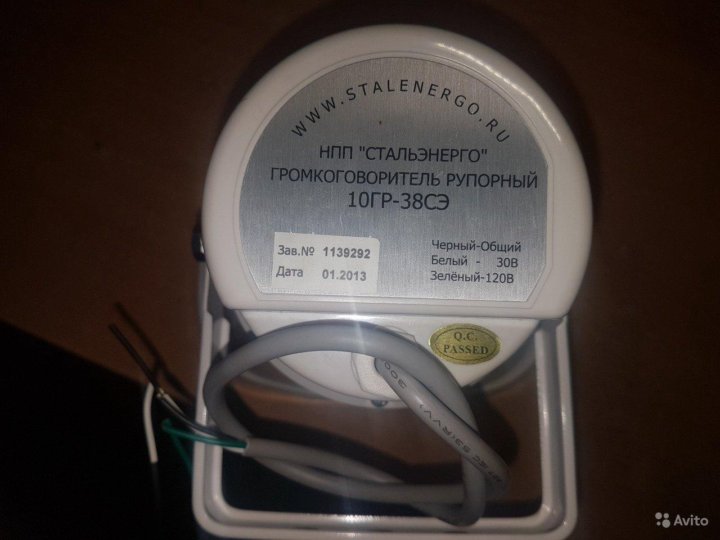 WWW.STALENERGO.RU
НПП "СТАЛЬЭНЕРГО"
ГРОМКОГОВОРИТЕЛЬ РУПОРНЫЙ
10ГР-38СЭ
Зав.№ 1139292
Дата 01.2013
Черный-Общий
Белый - 30В
Зелёный-120В
Q.C.
PASSED
300
Avito